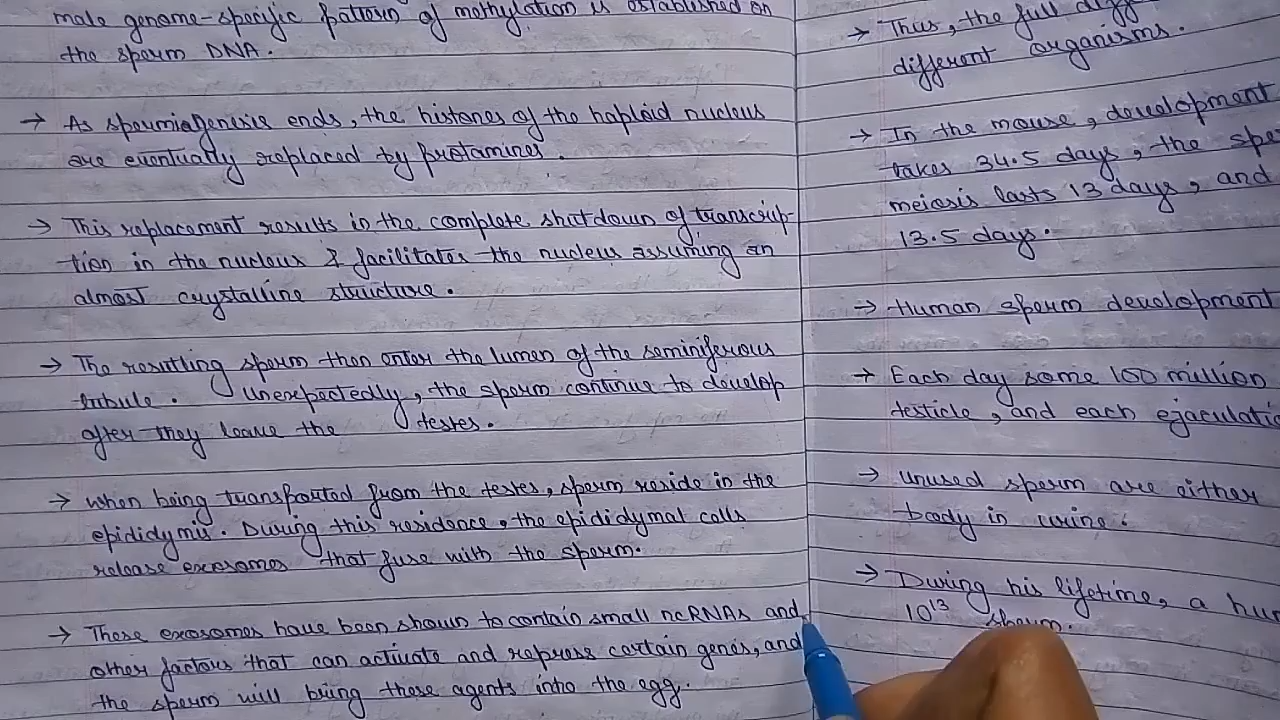 male genome-specific pattern of methylation is established on
the sperm DNA.
→ As spermiogenesis ends, the histones of the haploid nucleus
are eventually replaced by protamines.
→ This replacement results in the complete shutdown of transcrip-
tion in the nucleus & facilitates the nucleus assuming an
almost crystalline structure.
→ The resulting sperm then enter the lumen of the seminiferous
tubule. Unexpectedly, the sperm continue to develop
after they leave the testes.
→ when being transported from the testes, sperm reside in the
epididymis. During this residence, the epididymal cells
release exosomes that fuse with the sperm.
→ These exosomes have been shown to contain small ncRNAs and
other factors that can activate and repress certain genes, and
the sperm will bring these agents into the egg.
→ Thus, the full
different organisms.
→ In the mouse, development
takes 34.5 days, the
meiosis lasts 13 days, and
13.5 days.
→ Human sperm development
→ Each day some 100 million
testicle, and each
→ unused sperm are either
body in urine.
→ During his lifetime, a
10¹³ sperm.